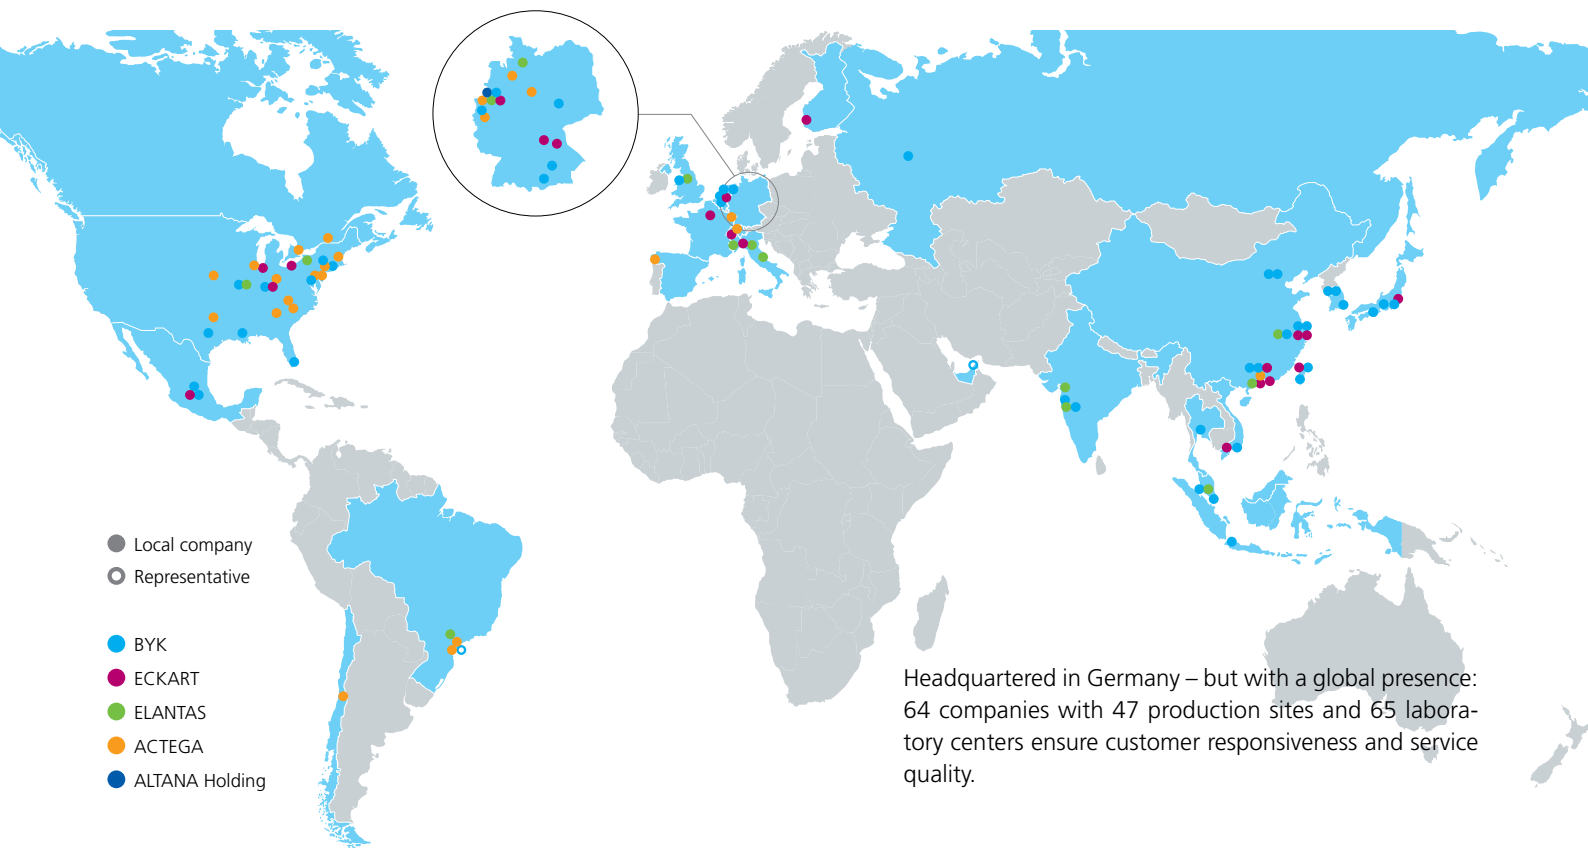 Local company
Representative
BYK
ECKART
ELANTAS
ACTEGA
ALTANA Holding
Headquartered in Germany – but with a global presence:
64 companies with 47 production sites and 65 labora-
tory centers ensure customer responsiveness and service
quality.